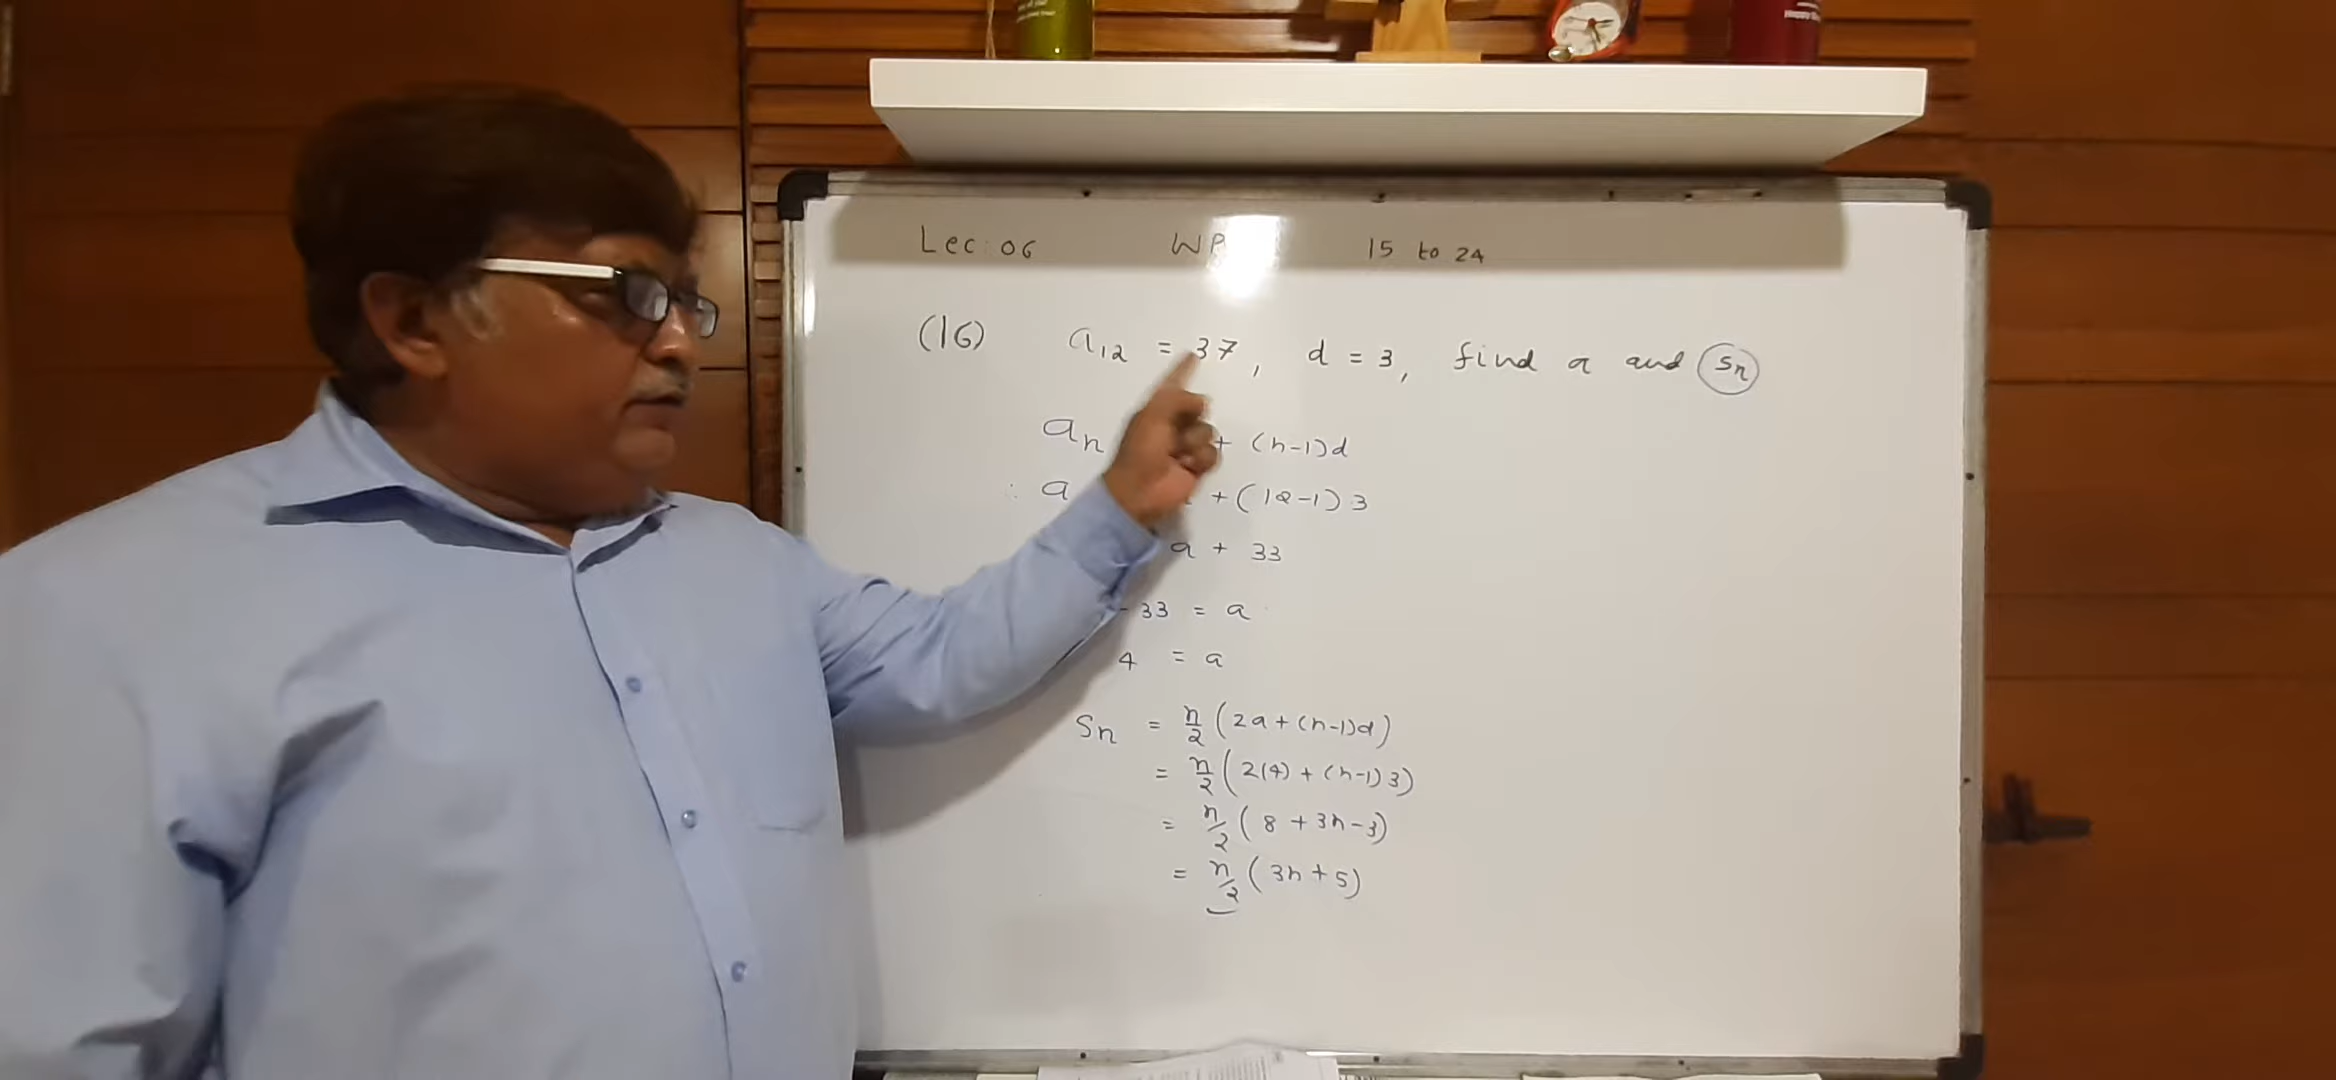 Lec: 06 WP 15 to 24
(16) a12 = 37, d = 3, find a and Sn
an + (n-1)d
∴ a + (12-1) 3
a + 33
- 33 = a
4 = a
Sn = n/2 (2a + (n-1)d)
= n/2 (2(4) + (n-1) 3)
= n/2 (8 + 3n - 3)
= n/2 (3n + 5)